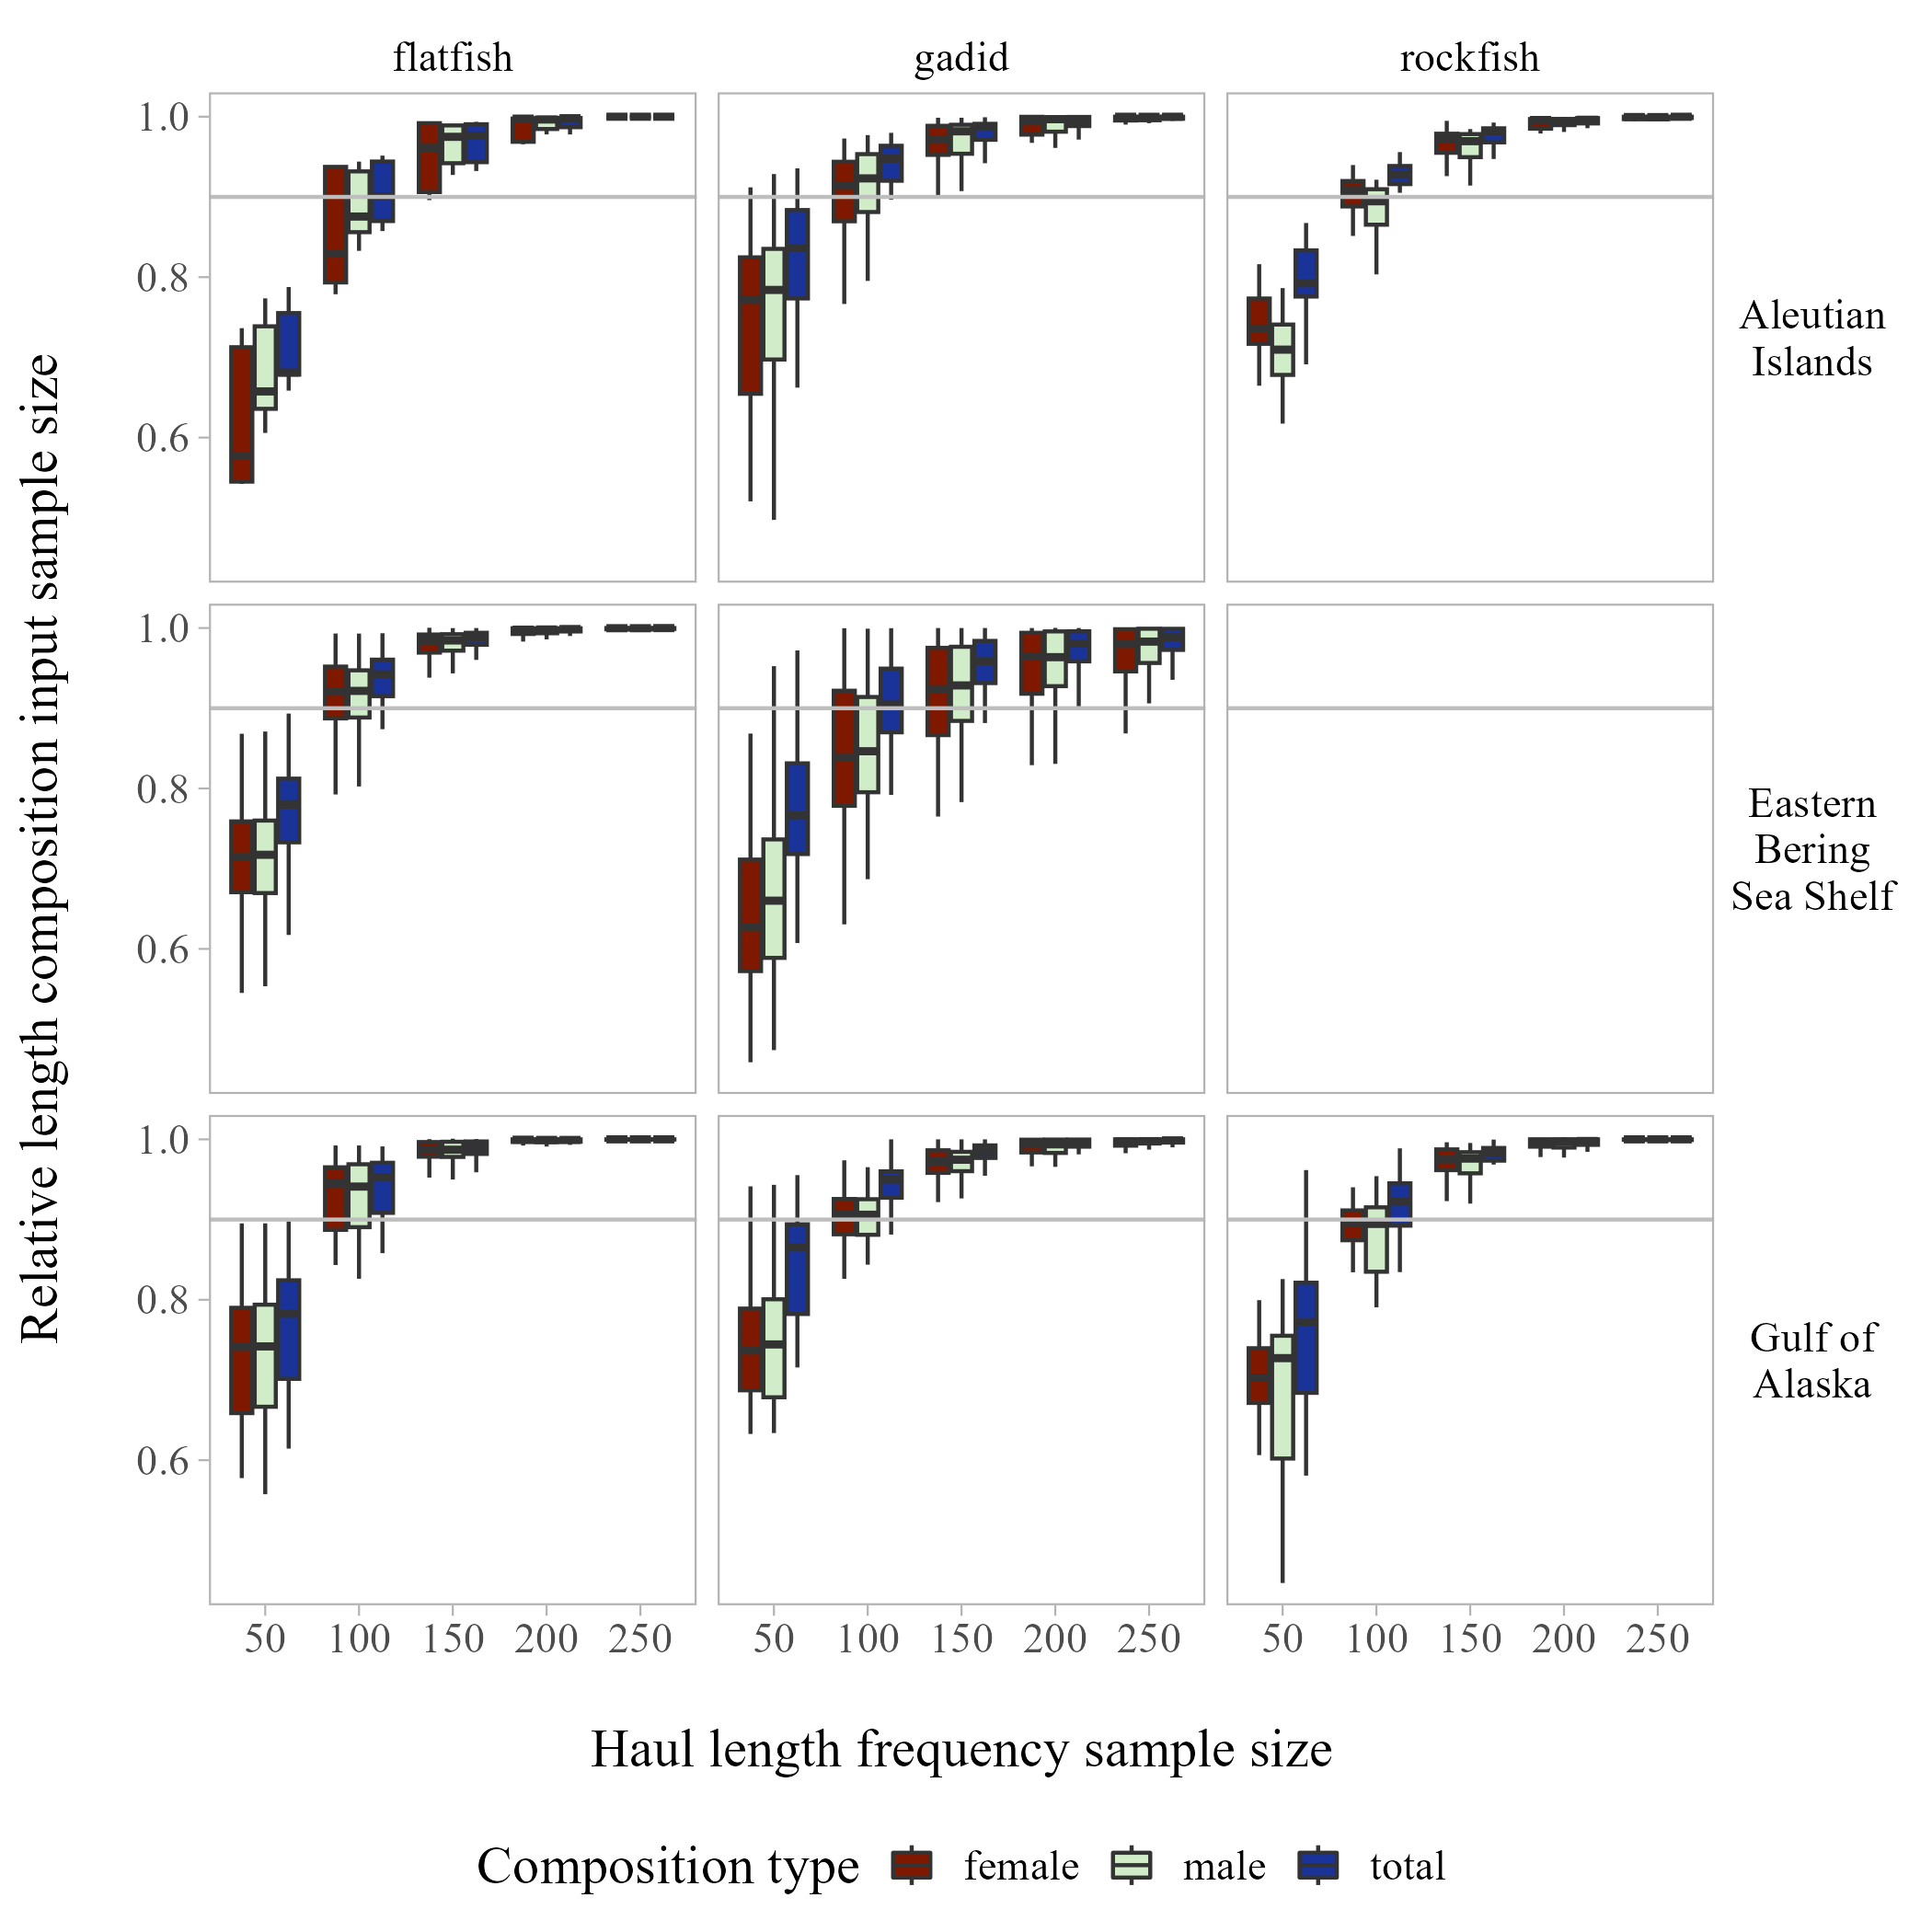 flatfish gadid rockfish
1.0
0.8
0.6
Aleutian
Islands
1.0
0.8
0.6
Eastern
Bering
Sea Shelf
1.0
0.8
0.6
Gulf of
Alaska
Relative length composition input sample size
50 100 150 200 250 50 100 150 200 250 50 100 150 200 250
Haul length frequency sample size
Composition type female male total